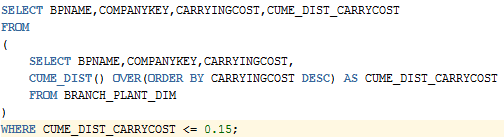 SELECT BPNAME,COMPANYKEY,CARRYINGCOST,CUME_DIST_CARRYCOST
FROM
(
SELECT BPNAME,COMPANYKEY,CARRYINGCOST,
CUME_DIST() OVER(ORDER BY CARRYINGCOST DESC) AS CUME_DIST_CARRYCOST
FROM BRANCH_PLANT_DIM
)
WHERE CUME_DIST_CARRYCOST <= 0.15;